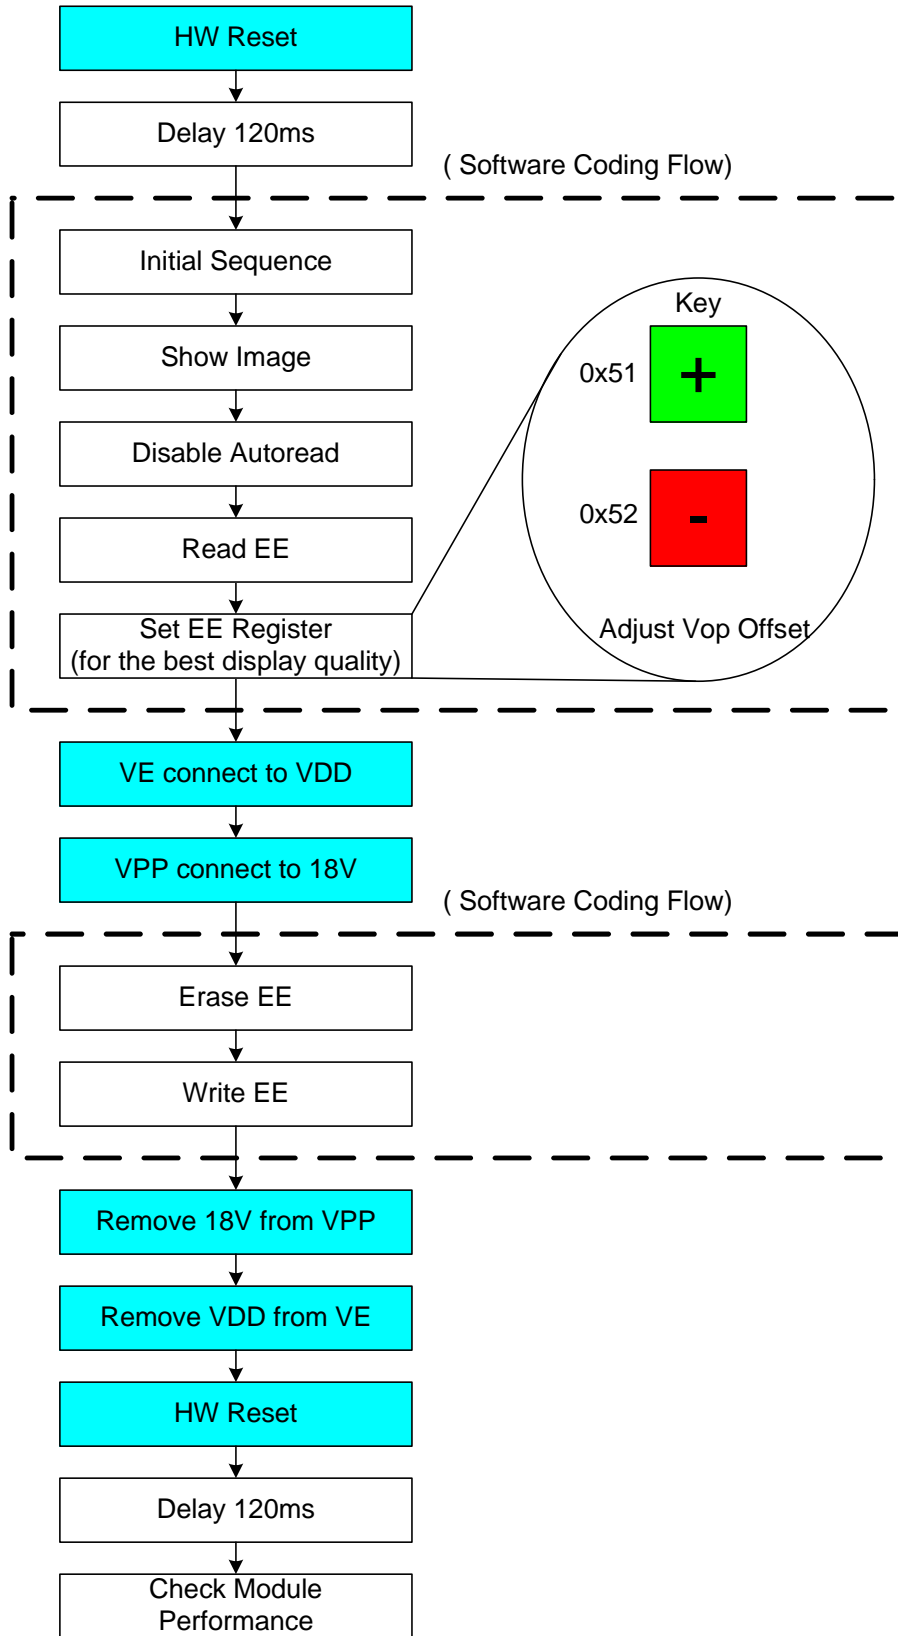 HW Reset
Delay 120ms
( Software Coding Flow)
Initial Sequence
Show Image
Disable Autoread
Read EE
Set EE Register
(for the best display quality)
Key
0x51
+
0x52
-
Adjust Vop Offset
VE connect to VDD
VPP connect to 18V
( Software Coding Flow)
Erase EE
Write EE
Remove 18V from VPP
Remove VDD from VE
HW Reset
Delay 120ms
Check Module
Performance